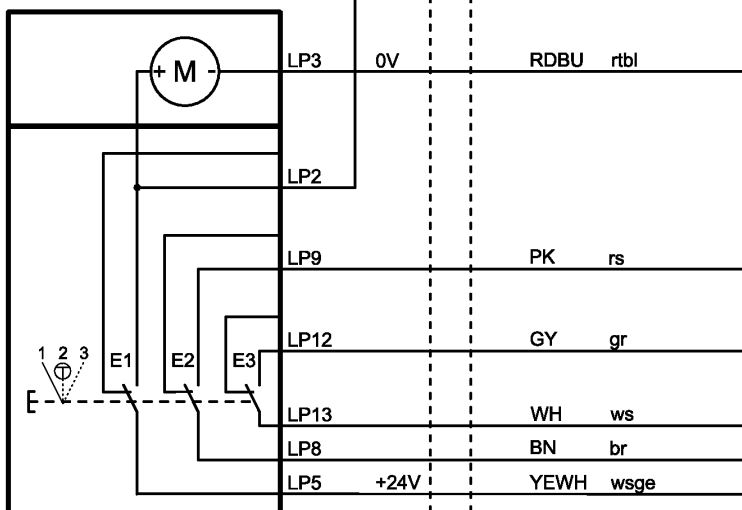 LP3 0V RDBU rtbl
+ M -
LP2
LP9 PK rs
LP12 GY gr
1 2 3 E1 E2 E3
T
LP13 WH ws
LP8 BN br
LP5 +24V YEWH wsge